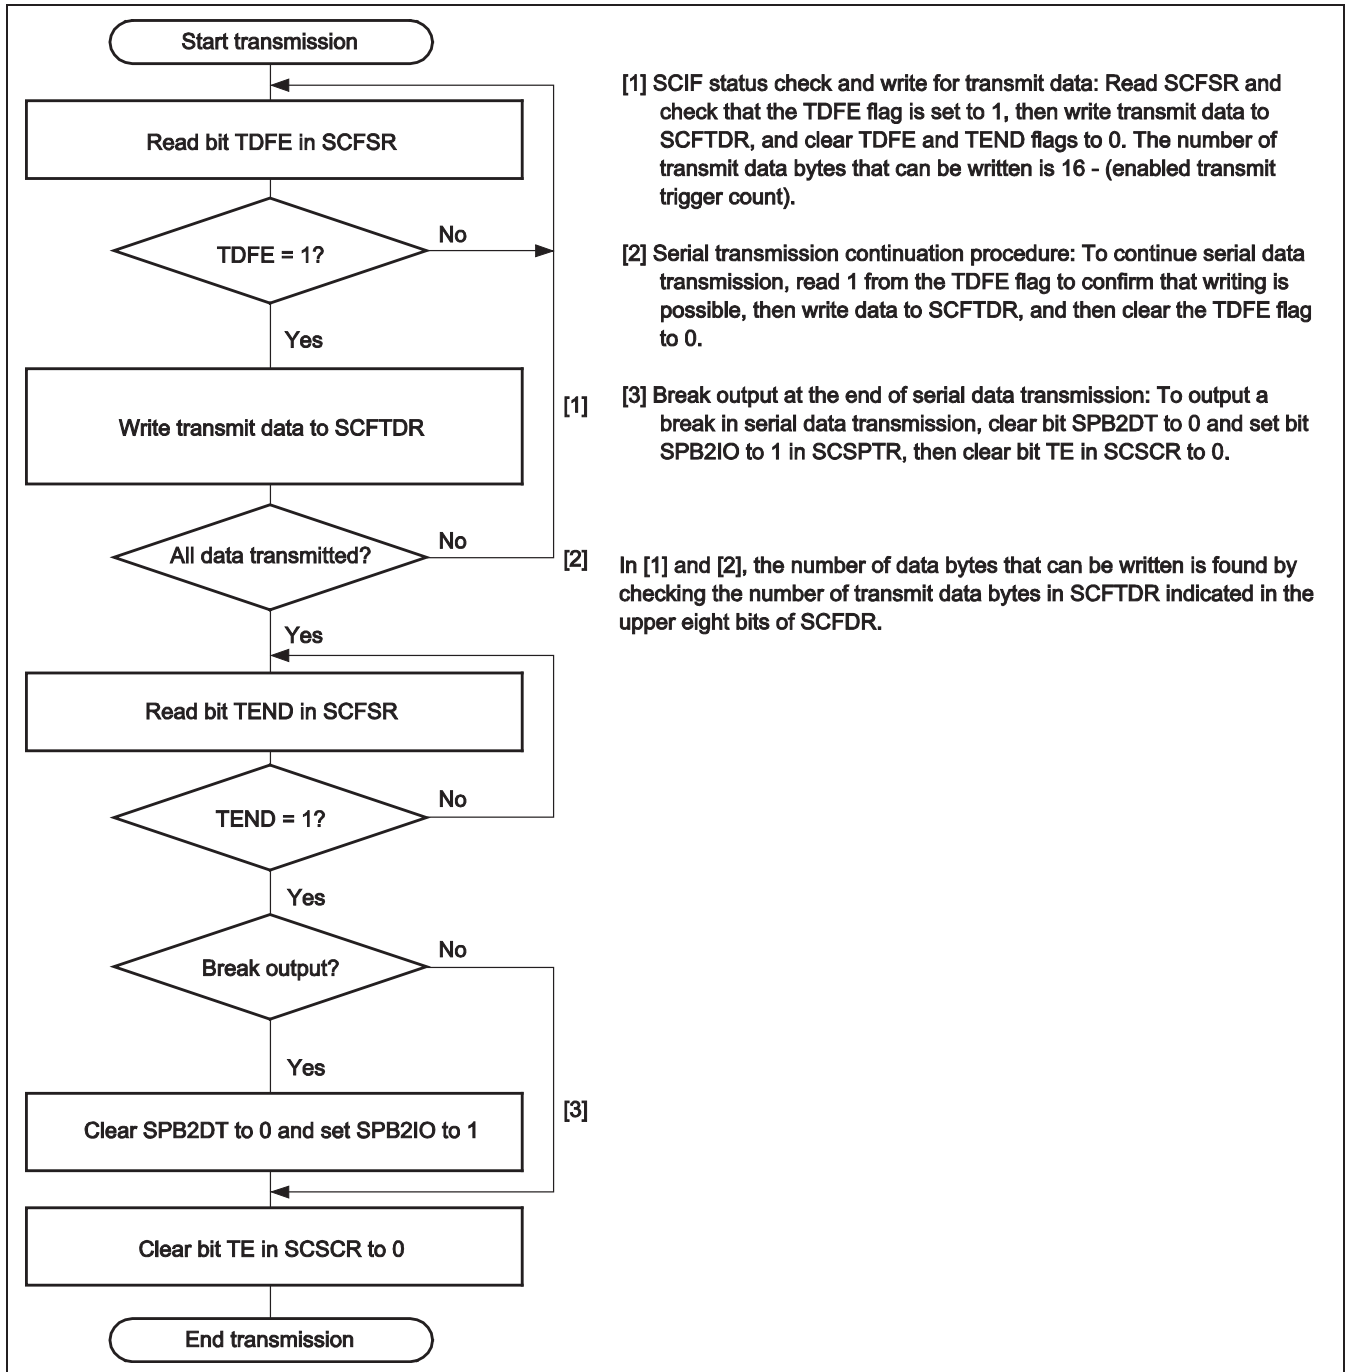 Start transmission
Read bit TDFE in SCFSR
TDFE = 1?
No
Yes
Write transmit data to SCFTDR
[1]
All data transmitted?
No
[2]
Yes
Read bit TEND in SCFSR
TEND = 1?
No
Yes
Break output?
No
Yes
Clear SPB2DT to 0 and set SPB2IO to 1
[3]
Clear bit TE in SCSCR to 0
End transmission
[1] SCIF status check and write for transmit data: Read SCFSR and
check that the TDFE flag is set to 1, then write transmit data to
SCFTDR, and clear TDFE and TEND flags to 0. The number of
transmit data bytes that can be written is 16 - (enabled transmit
trigger count).
[2] Serial transmission continuation procedure: To continue serial data
transmission, read 1 from the TDFE flag to confirm that writing is
possible, then write data to SCFTDR, and then clear the TDFE flag
to 0.
[3] Break output at the end of serial data transmission: To output a
break in serial data transmission, clear bit SPB2DT to 0 and set bit
SPB2IO to 1 in SCSPTR, then clear bit TE in SCSCR to 0.
In [1] and [2], the number of data bytes that can be written is found by
checking the number of transmit data bytes in SCFTDR indicated in the
upper eight bits of SCFDR.